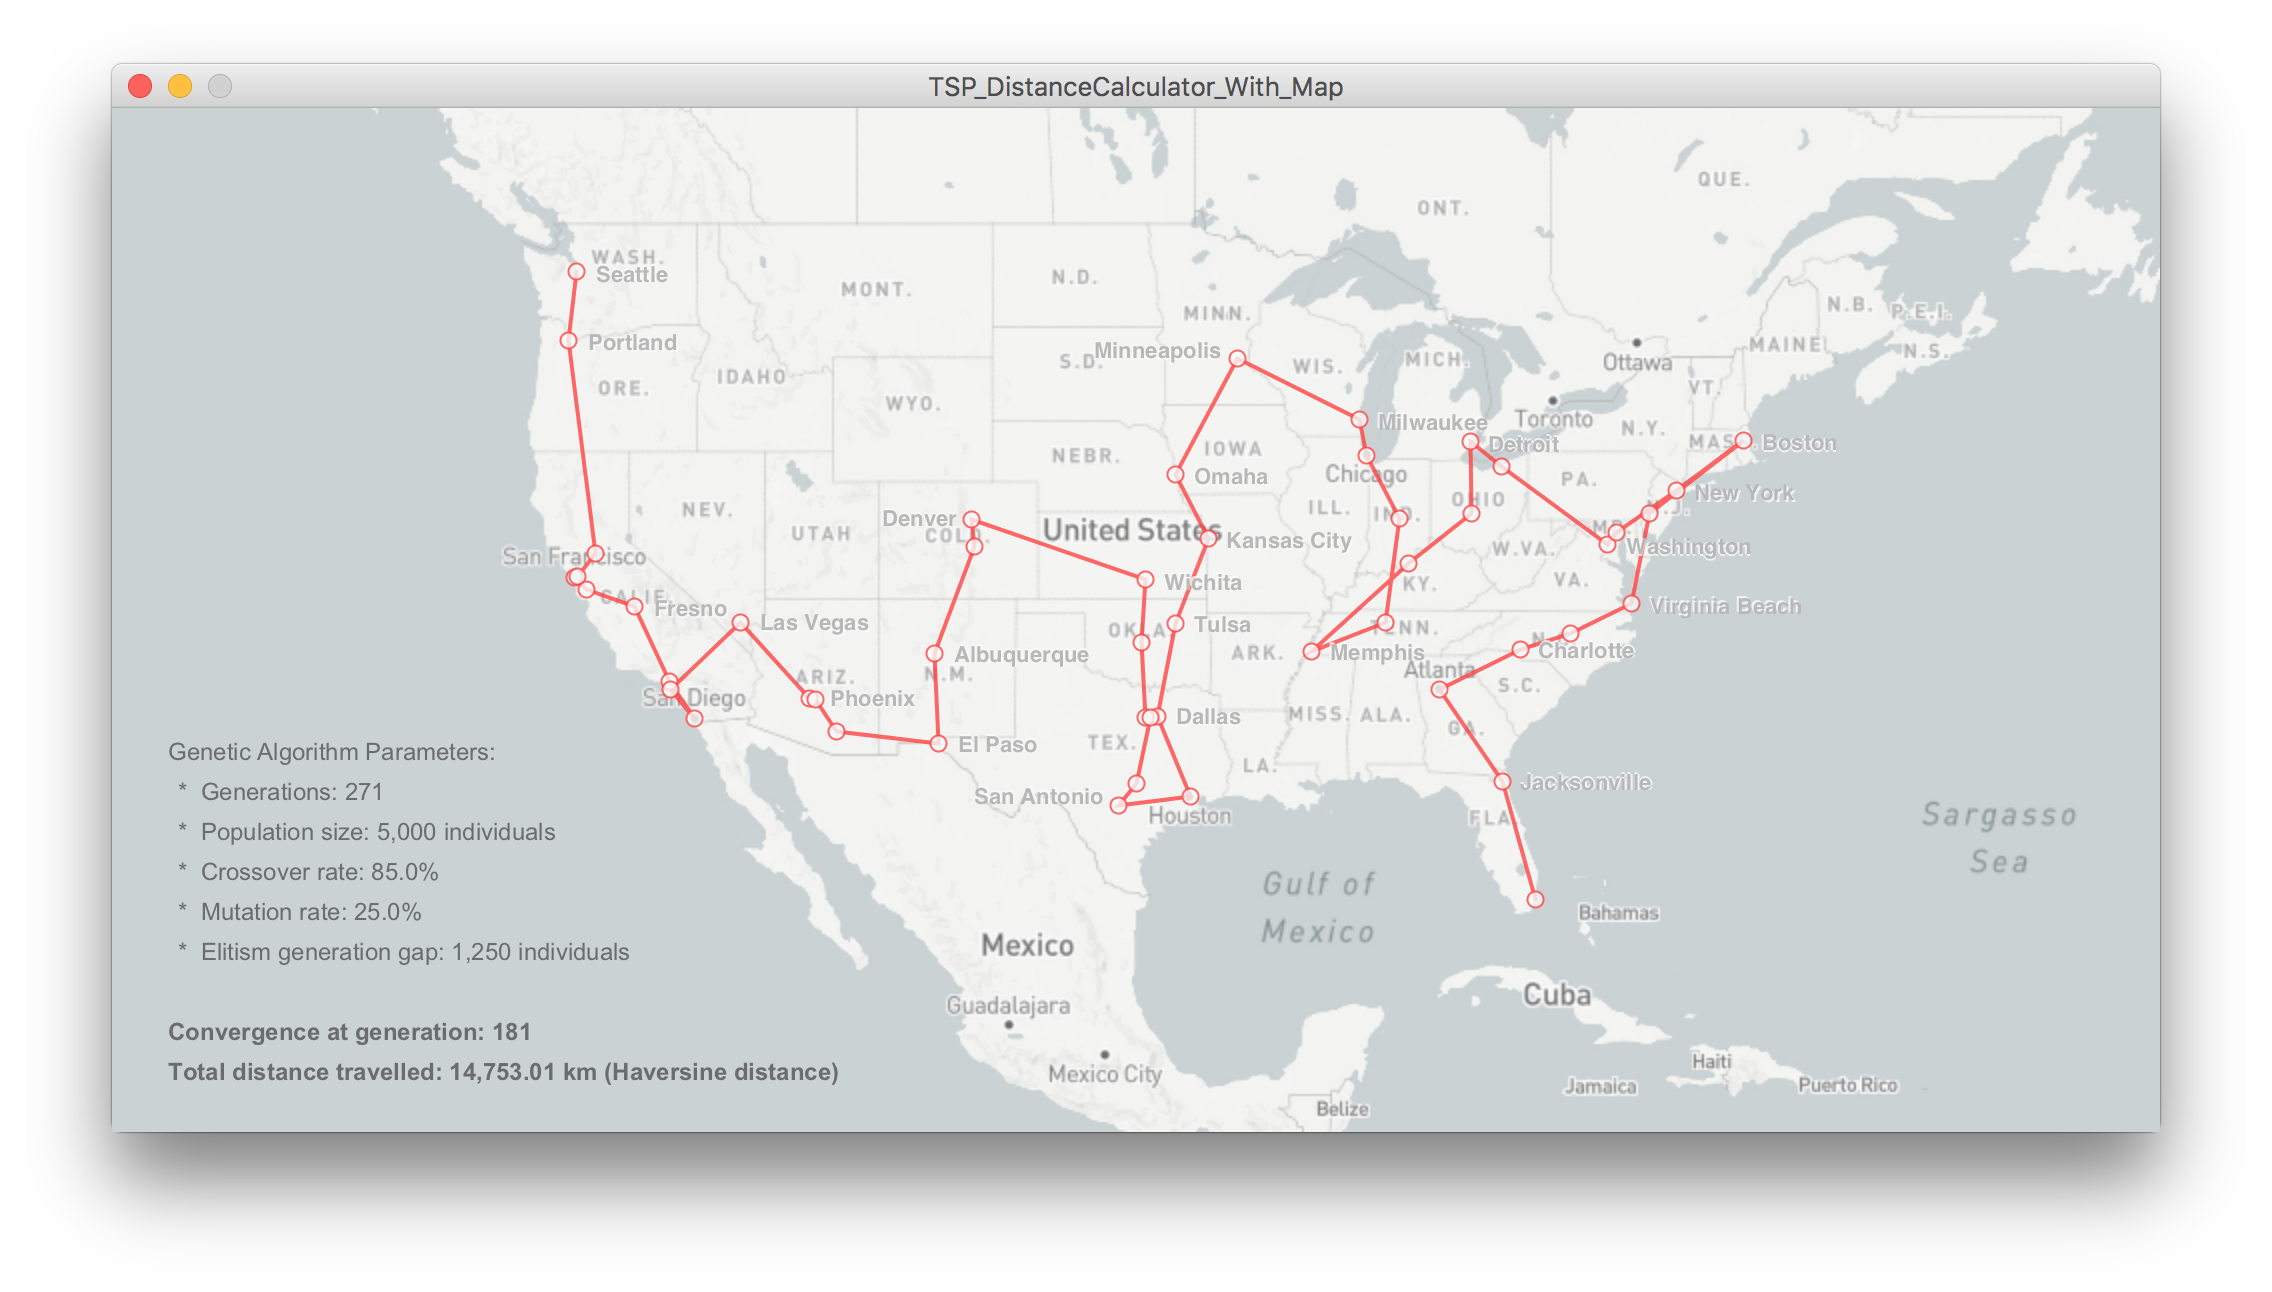 TSP_DistanceCalculator_With_Map
QUE.
ONT.
WASH.
Seattle
MONT.
N.D.
MINN.
N.B.
P.E.I.
Portland
Minneapolis
S.D.
WIS.
MICH.
Ottawa
MAINE
N.S.
ORE.
IDAHO
WYO.
VT.
Milwaukee
Toronto
N.Y.
MASS.
Boston
Detroit
NEBR.
IOWA
Omaha
Chicago
PA.
OHIO
New York
NEV.
UTAH
Denver
COLO.
United States
Kansas City
ILL.
IND.
N.J.
MD.
Washington
W.VA.
San Francisco
CALIF.
Fresno
Las Vegas
Wichita
KY.
VA.
Virginia Beach
OKLA.
Tulsa
TENN.
N.C.
Charlotte
Albuquerque
ARK.
Memphis
Atlanta
ARIZ.
N.M.
S.C.
San Diego
Phoenix
Dallas
MISS.
ALA.
GA.
El Paso
TEX.
LA.
San Antonio
Houston
Jacksonville
FLA.
Genetic Algorithm Parameters:
* Generations: 271
* Population size: 5,000 individuals
* Crossover rate: 85.0%
* Mutation rate: 25.0%
* Elitism generation gap: 1,250 individuals
Convergence at generation: 181
Total distance travelled: 14,753.01 km (Haversine distance)
Sargasso
Sea
Gulf of
Mexico
Bahamas
Mexico
Cuba
Guadalajara
Mexico City
Haiti
Jamaica
Puerto Rico
Belize